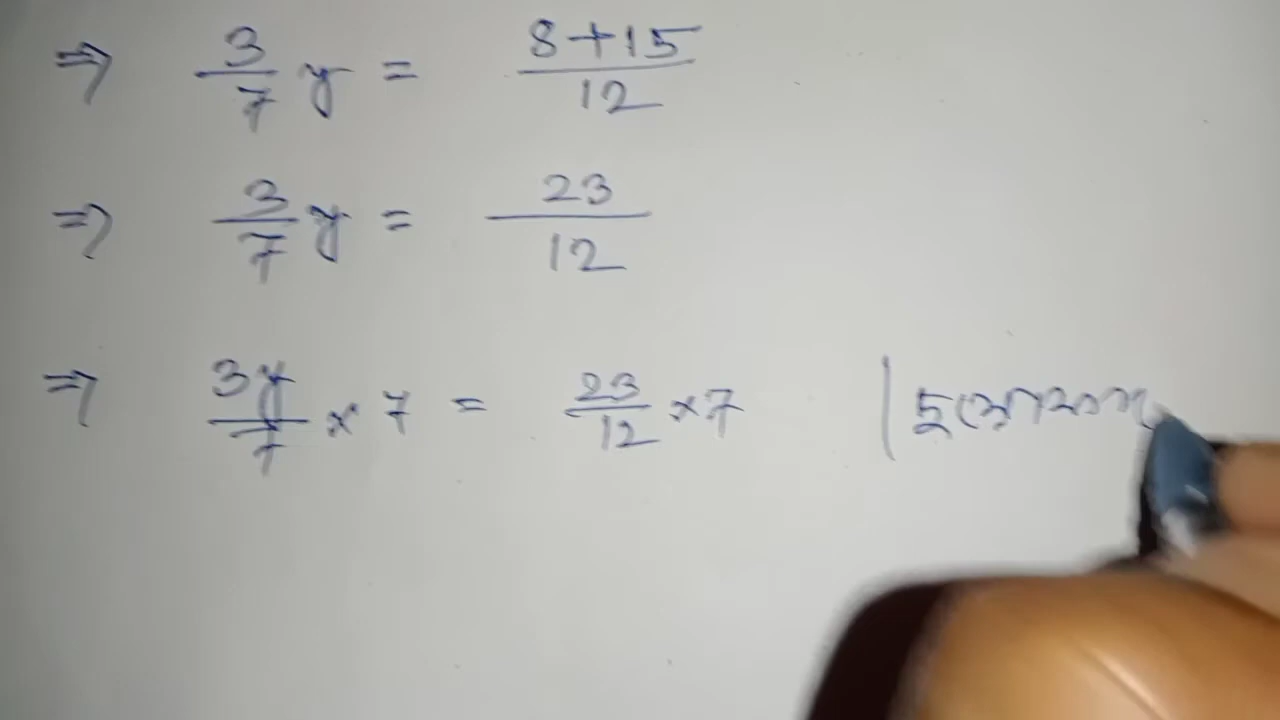 ⇒ 3/7 y = 8+15/12
⇒ 3/7 y = 23/12
⇒ 3y/7 × 7 = 23/12 × 7 |